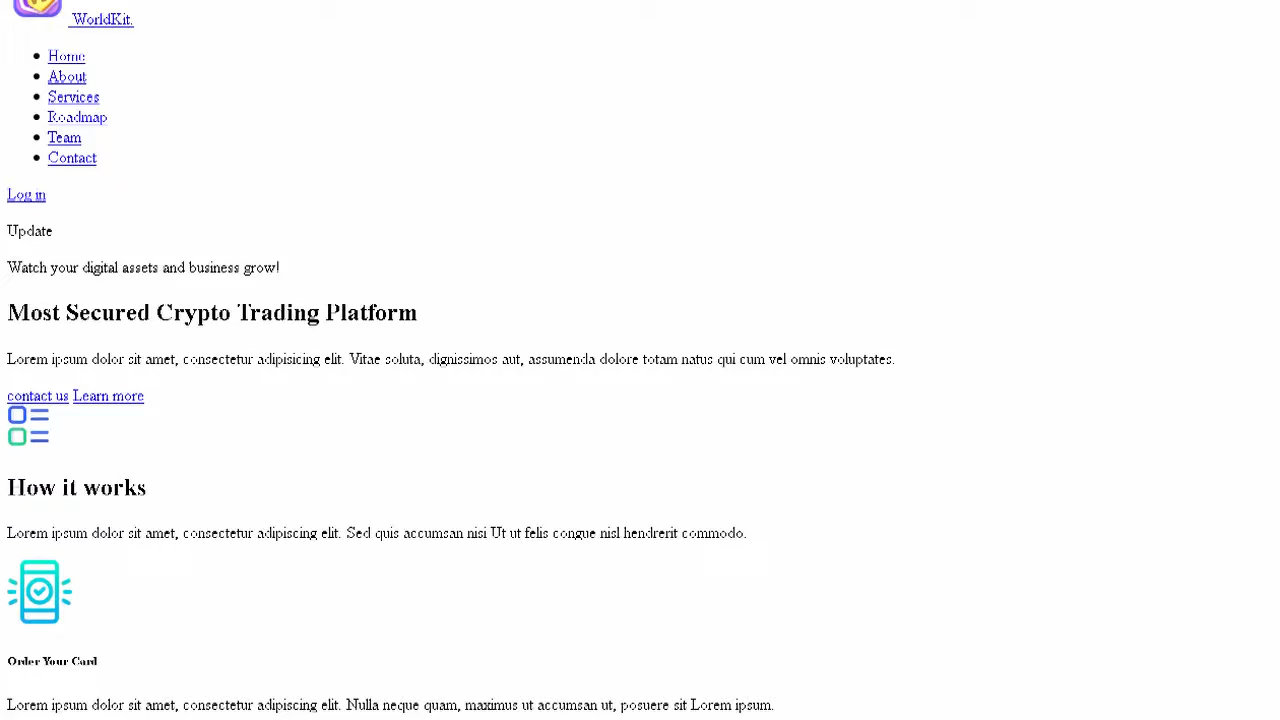 WorldKit.
Home
About
Services
Roadmap
Team
Contact
Log in
Update
Watch your digital assets and business grow!
Most Secured Crypto Trading Platform
Lorem ipsum dolor sit amet, consectetur adipisicing elit. Vitae soluta, dignissimos aut, assumenda dolore totam natus qui cum vel omnis voluptates.
contact us Learn more
How it works
Lorem ipsum dolor sit amet, consectetur adipiscing elit. Sed quis accumsan nisi Ut ut felis congue nisl hendrerit commodo.
Order Your Card
Lorem ipsum dolor sit amet, consectetur adipiscing elit. Nulla neque quam, maximus ut accumsan ut, posuere sit Lorem ipsum.